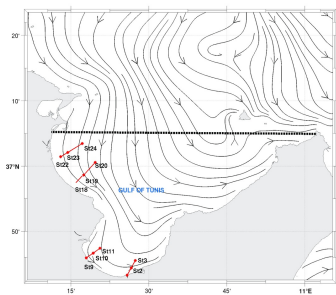 20'
10'
St24
St23
St22
St20
37°N
St19
St18
GULF OF TUNIS
50'
St11
St10
St9
St3
St2
15'
30'
45'
11°E